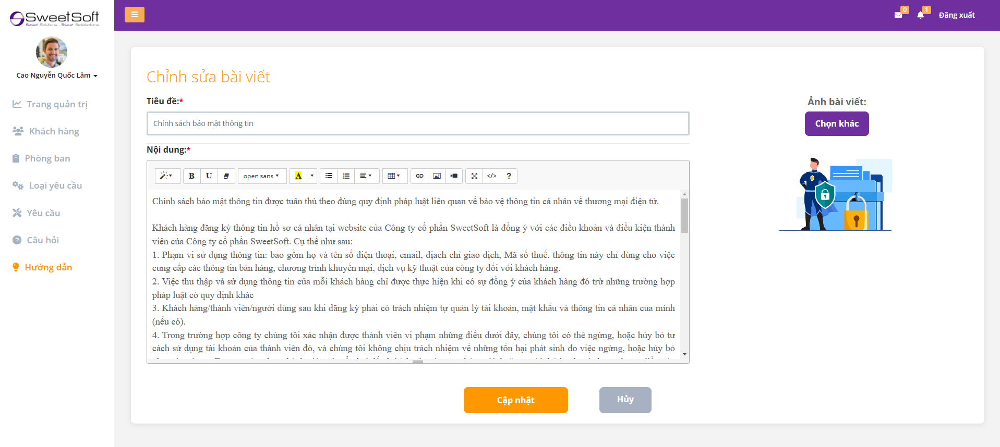 SweetSoft
Sweet Solutions - Sweet Satisfactions
Cao Nguyễn Quốc Lâm
Trang quản trị
Khách hàng
Phòng ban
Loại yêu cầu
Yêu cầu
Câu hỏi
Hướng dẫn
0
1
Đăng xuất
Chỉnh sửa bài viết
Tiêu đề:*
Chính sách bảo mật thông tin
Nội dung:*
B U open sans A </> ?
Chính sách bảo mật thông tin được tuân thủ theo đúng quy định pháp luật liên quan về bảo vệ thông tin cá nhân về thương mại điện tử.
Khách hàng đăng ký thông tin hồ sơ cá nhân tại website của Công ty cổ phần SweetSoft là đồng ý với các điều khoản và điều kiện thành
viên của Công ty cổ phần SweetSoft. Cụ thể như sau:
1. Phạm vi sử dụng thông tin: bao gồm họ và tên số điện thoại, email, địach chỉ giao dịch, Mã số thuế. thông tin này chỉ dùng cho việc
cung cấp các thông tin bán hàng, chương trình khuyến mại, dịch vụ kỹ thuật của công ty đối với khách hàng.
2. Việc thu thập và sử dụng thông tin của mỗi khách hàng chỉ được thực hiện khi có sự đồng ý của khách hàng đó trừ những trường hợp
pháp luật có quy định khác
3. Khách hàng/thành viên/người dùng sau khi đăng ký phải có trách nhiệm tự quản lý tài khoản, mật khẩu và thông tin cá nhân của mình
(nếu có).
4. Trong trường hợp công ty chúng tôi xác nhận được thành viên vi phạm những điều dưới đây, chúng tôi có thể ngừng, hoặc hủy bỏ tư
cách sử dụng tài khoản của thành viên đó, và chúng tôi không chịu trách nhiệm về những tổn hại phát sinh do việc ngừng, hoặc hủy bỏ
Ảnh bài viết:
Chọn khác
Cập nhật
Hủy